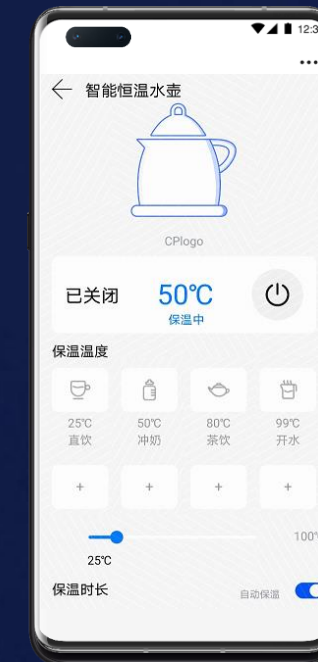 12:3
智能恒温水壶
CPlogo
已关闭 50℃
保温中
保温温度
25℃ 50℃ 80℃ 99℃
直饮 冲奶 茶饮 开水
+ + + +
100°
25℃
保温时长 自动保温